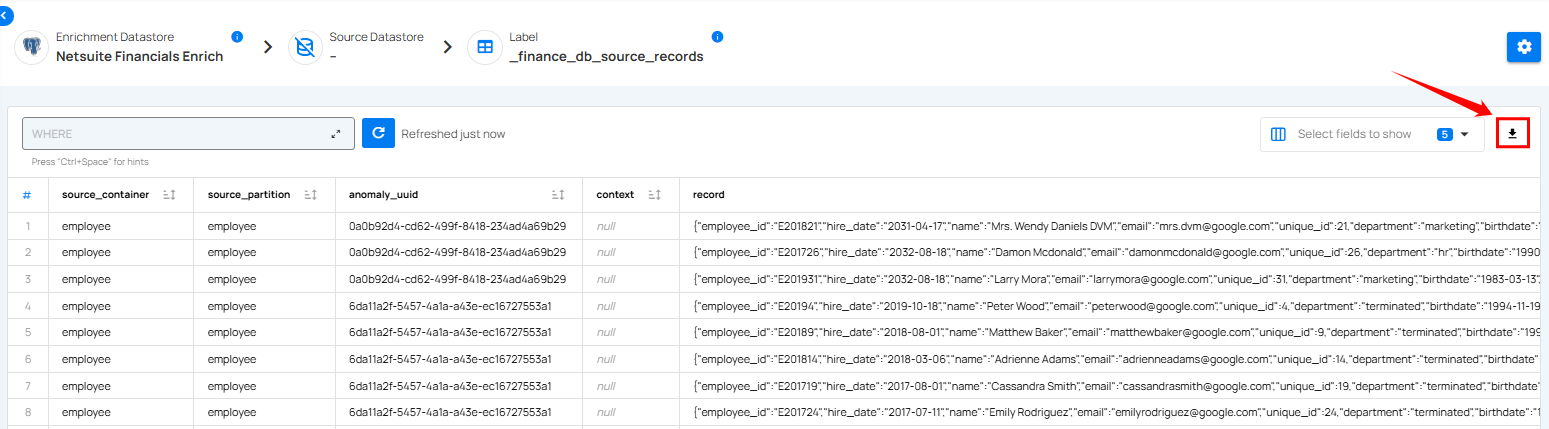 Enrichment Datastore
Netsuite Financials Enrich
Source Datastore
–
Label
_finance_db_source_records
WHERE
Refreshed just now
Select fields to show 5
Press "Ctrl+Space" for hints
# source_container source_partition anomaly_uuid context record
1 employee employee 0a0b92d4-cd62-499f-8418-234ad4a69b29 null {"employee_id":"E201821","hire_date":"2031-04-17","name":"Mrs. Wendy Daniels DVM","email":"mrs.dvm@google.com","unique_id":21,"department":"marketing","birthdate":"
2 employee employee 0a0b92d4-cd62-499f-8418-234ad4a69b29 null {"employee_id":"E201726","hire_date":"2032-08-18","name":"Damon Mcdonald","email":"damonmcdonald@google.com","unique_id":26,"department":"hr","birthdate":"1990
3 employee employee 0a0b92d4-cd62-499f-8418-234ad4a69b29 null {"employee_id":"E201931","hire_date":"2032-08-18","name":"Larry Mora","email":"larrymora@google.com","unique_id":31,"department":"marketing","birthdate":"1983-03-13",
4 employee employee 6da11a2f-5457-4a1a-a43e-ec16727553a1 null {"employee_id":"E20194","hire_date":"2019-10-18","name":"Peter Wood","email":"peterwood@google.com","unique_id":4,"department":"terminated","birthdate":"1994-11-19
5 employee employee 6da11a2f-5457-4a1a-a43e-ec16727553a1 null {"employee_id":"E20189","hire_date":"2018-08-01","name":"Matthew Baker","email":"matthewbaker@google.com","unique_id":9,"department":"terminated","birthdate":"199
6 employee employee 6da11a2f-5457-4a1a-a43e-ec16727553a1 null {"employee_id":"E201814","hire_date":"2018-03-06","name":"Adrienne Adams","email":"adrienneadams@google.com","unique_id":14,"department":"terminated","birthdate"
7 employee employee 6da11a2f-5457-4a1a-a43e-ec16727553a1 null {"employee_id":"E201719","hire_date":"2017-08-01","name":"Cassandra Smith","email":"cassandrasmith@google.com","unique_id":19,"department":"terminated","birthda
8 employee employee 6da11a2f-5457-4a1a-a43e-ec16727553a1 null {"employee_id":"E201724","hire_date":"2017-07-11","name":"Emily Rodriguez","email":"emilyrodriguez@google.com","unique_id":24,"department":"terminated","birthdate":"1